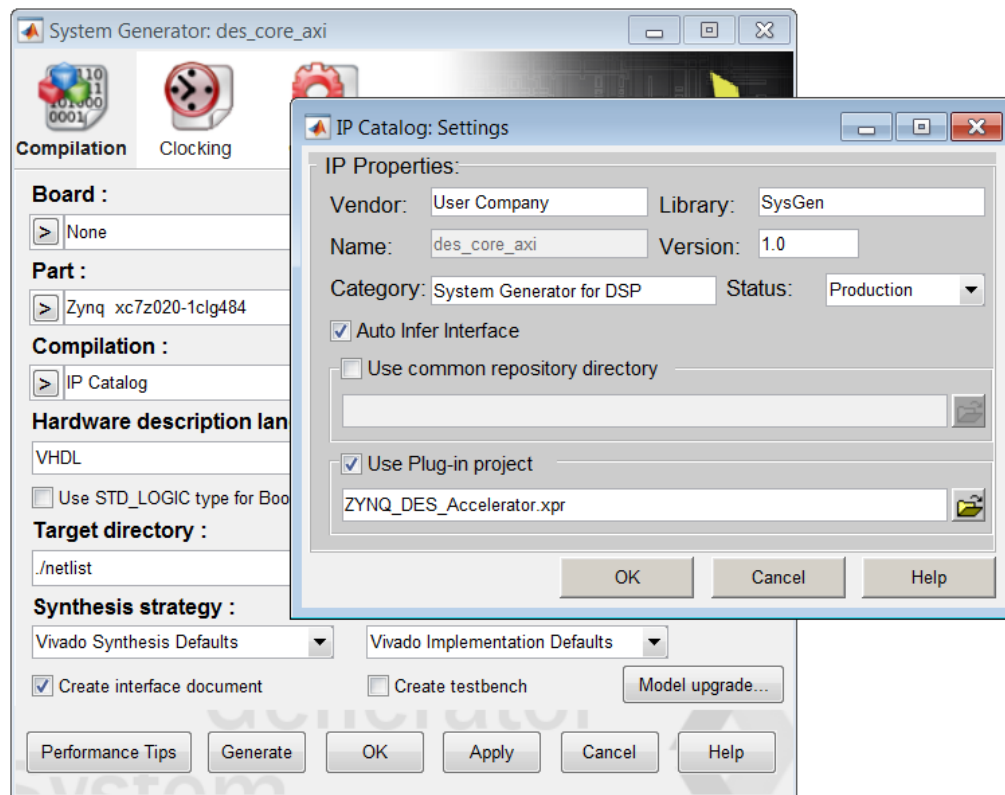 System Generator: des_core_axi
Compilation
Clocking
Board :
> None
Part :
> Zynq xc7z020-1clg484
Compilation :
> IP Catalog
Hardware description lan
VHDL
Use STD_LOGIC type for Boo
Target directory :
./netlist
Synthesis strategy :
Vivado Synthesis Defaults
Vivado Implementation Defaults
Create interface document
Create testbench
Model upgrade...
Performance Tips
Generate
OK
Apply
Cancel
Help
IP Catalog: Settings
IP Properties:
Vendor: User Company
Library: SysGen
Name: des_core_axi
Version: 1.0
Category: System Generator for DSP
Status: Production
Auto Infer Interface
Use common repository directory
Use Plug-in project
ZYNQ_DES_Accelerator.xpr
OK
Cancel
Help